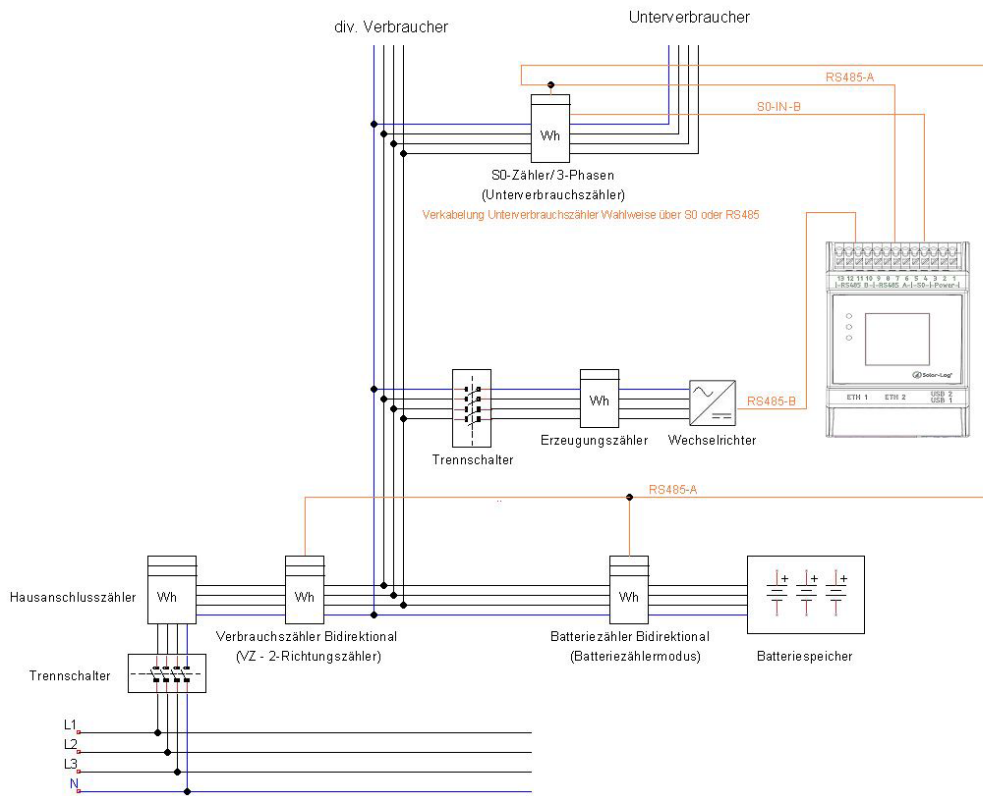 div. Verbraucher
Unterverbraucher
RS485-A
S0-IN-B
Wh
S0-Zähler/3-Phasen
(Unterverbrauchszähler)
Verkabelung Unterverbrauchszähler Wahlweise über S0 oder RS485
13 12 11 10 9 8 7 6 5 4 3 2 1
|-RS485 B-|-RS485 A-|-S0-|-Power-|
Solar-Log®
ETH 1 ETH 2 USB 2
USB 1
Wh
RS485-B
Erzeugungszähler
Wechselrichter
Trennschalter
RS485-A
Hausanschlusszähler
Wh
Wh
Wh
+ + +
Verbrauchszähler Bidirektional
(VZ - 2-Richtungszähler)
Batteriezähler Bidirektional
(Batteriezählermodus)
Batteriespeicher
Trennschalter
L1
L2
L3
N